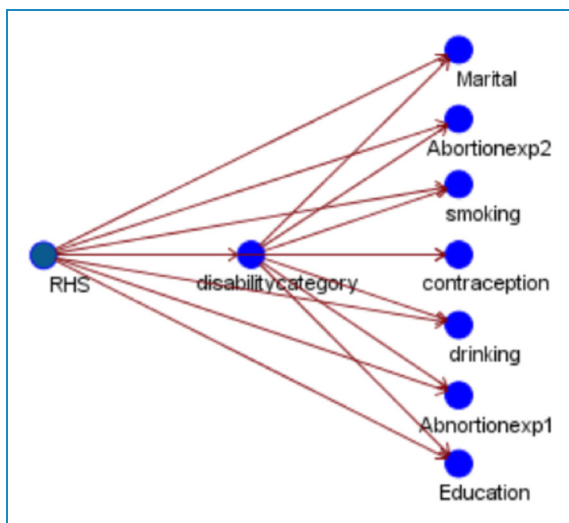 Marital
Abortionexp2
smoking
RHS
disabilitycategory
contraception
drinking
Abnortionexp1
Education